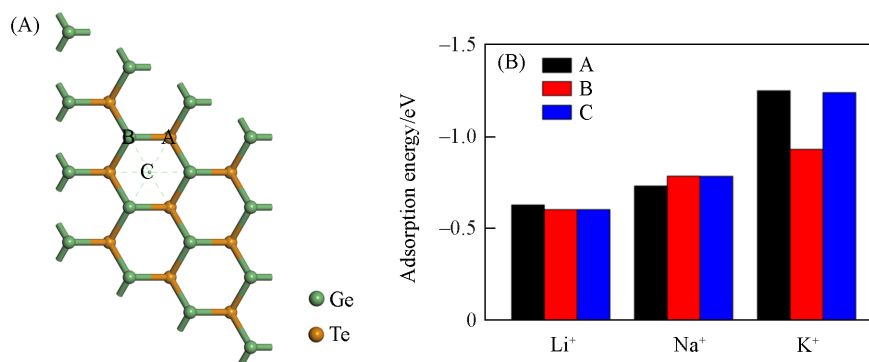 (A)
B
A
C
Ge
Te
(B)
A
B
C
Adsorption energy/eV
–1.5
–1.0
–0.5
0
Li⁺
Na⁺
K⁺